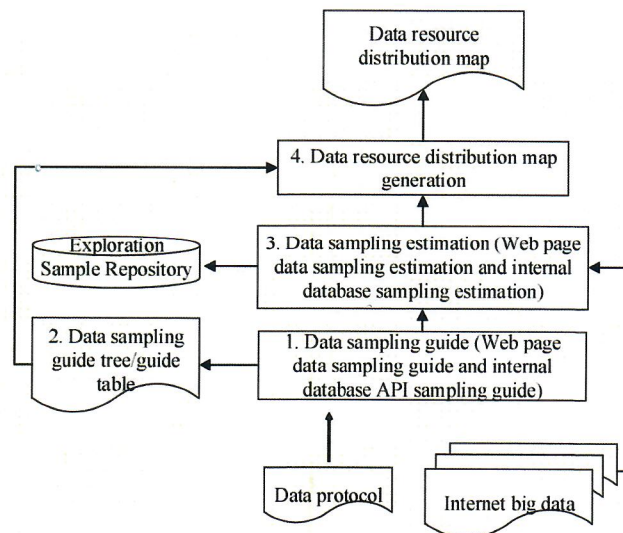 Data resource
distribution map
4. Data resource distribution map
generation
Exploration
Sample Repository
3. Data sampling estimation (Web page
data sampling estimation and internal
database sampling estimation)
2. Data sampling
guide tree/guide
table
1. Data sampling guide (Web page
data sampling guide and internal
database API sampling guide)
Data protocol
Internet big data